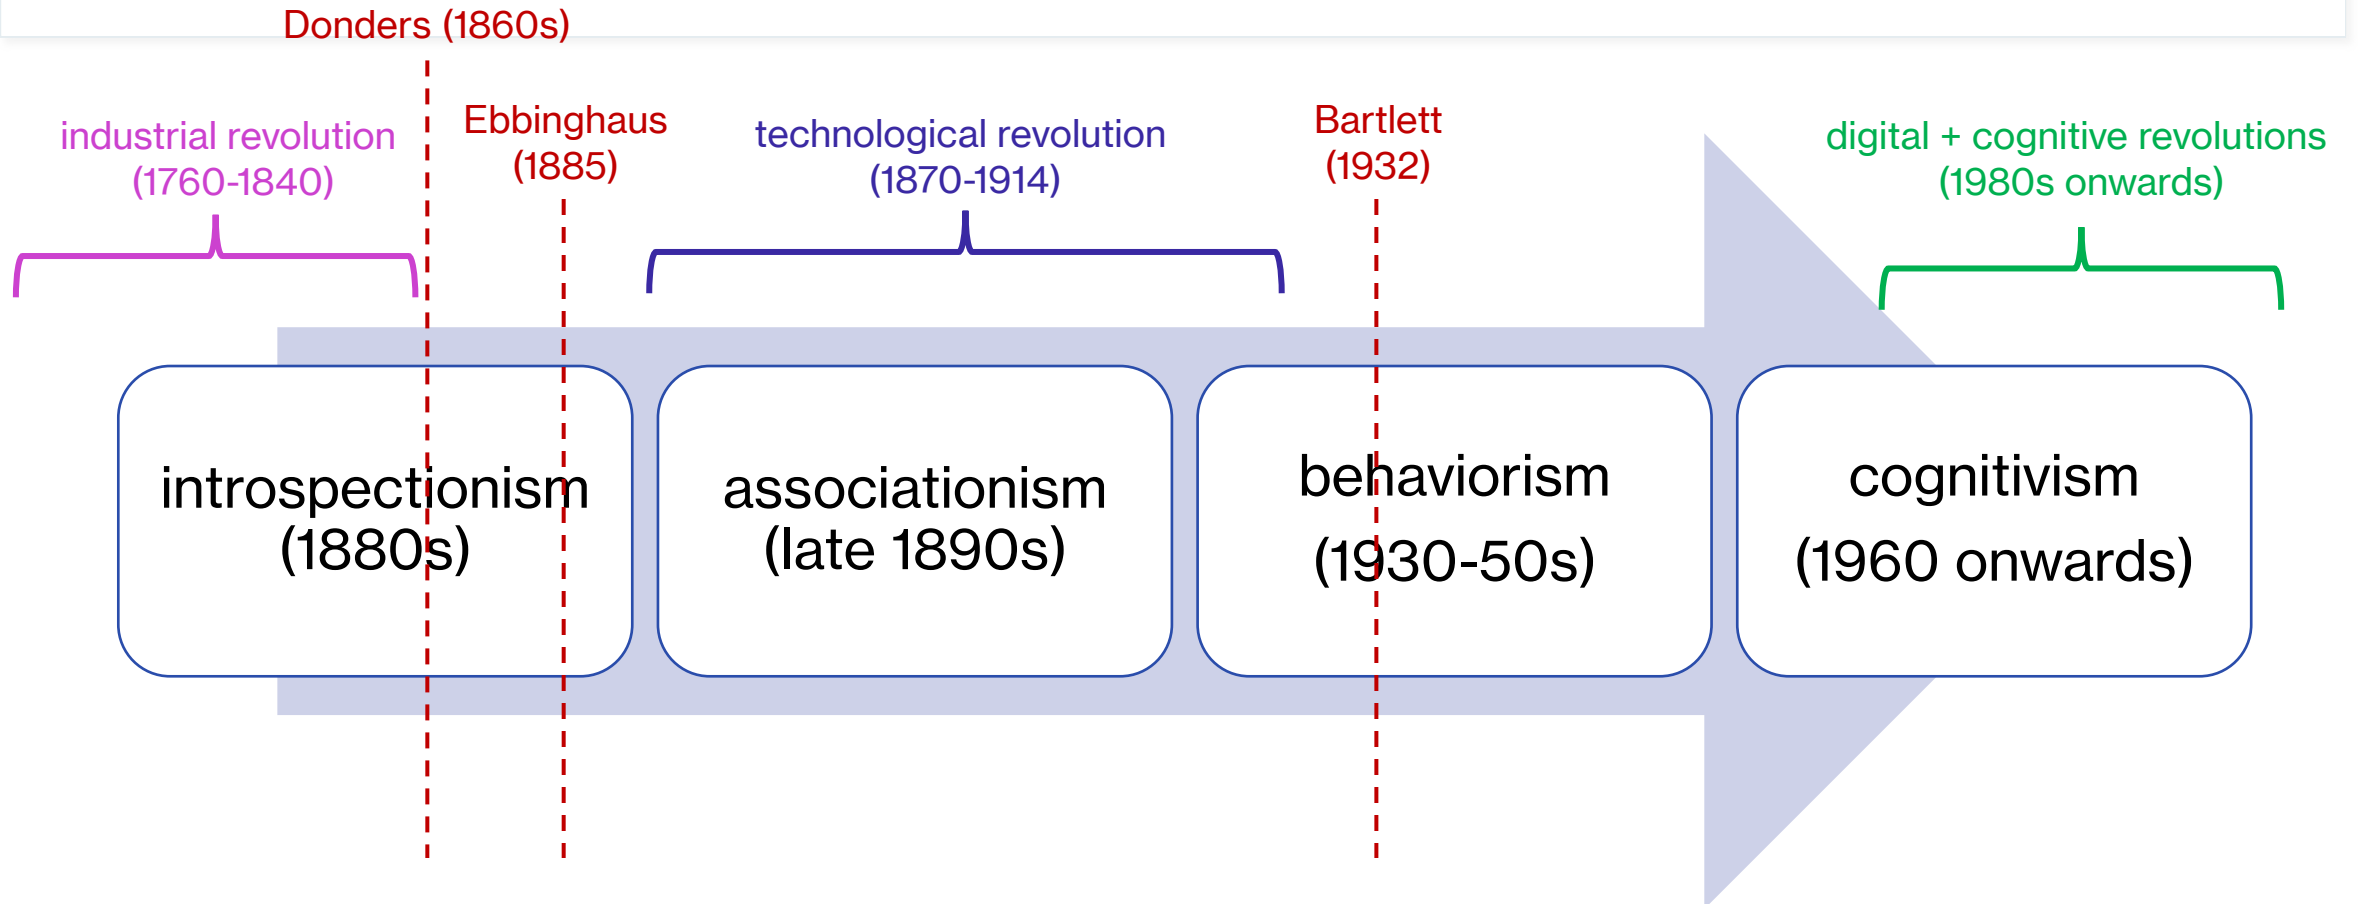 Donders (1860s)
industrial revolution
(1760-1840)
Ebbinghaus
(1885)
technological revolution
(1870-1914)
Bartlett
(1932)
digital + cognitive revolutions
(1980s onwards)
introspectionism
(1880s)
associationism
(late 1890s)
behaviorism
(1930-50s)
cognitivism
(1960 onwards)